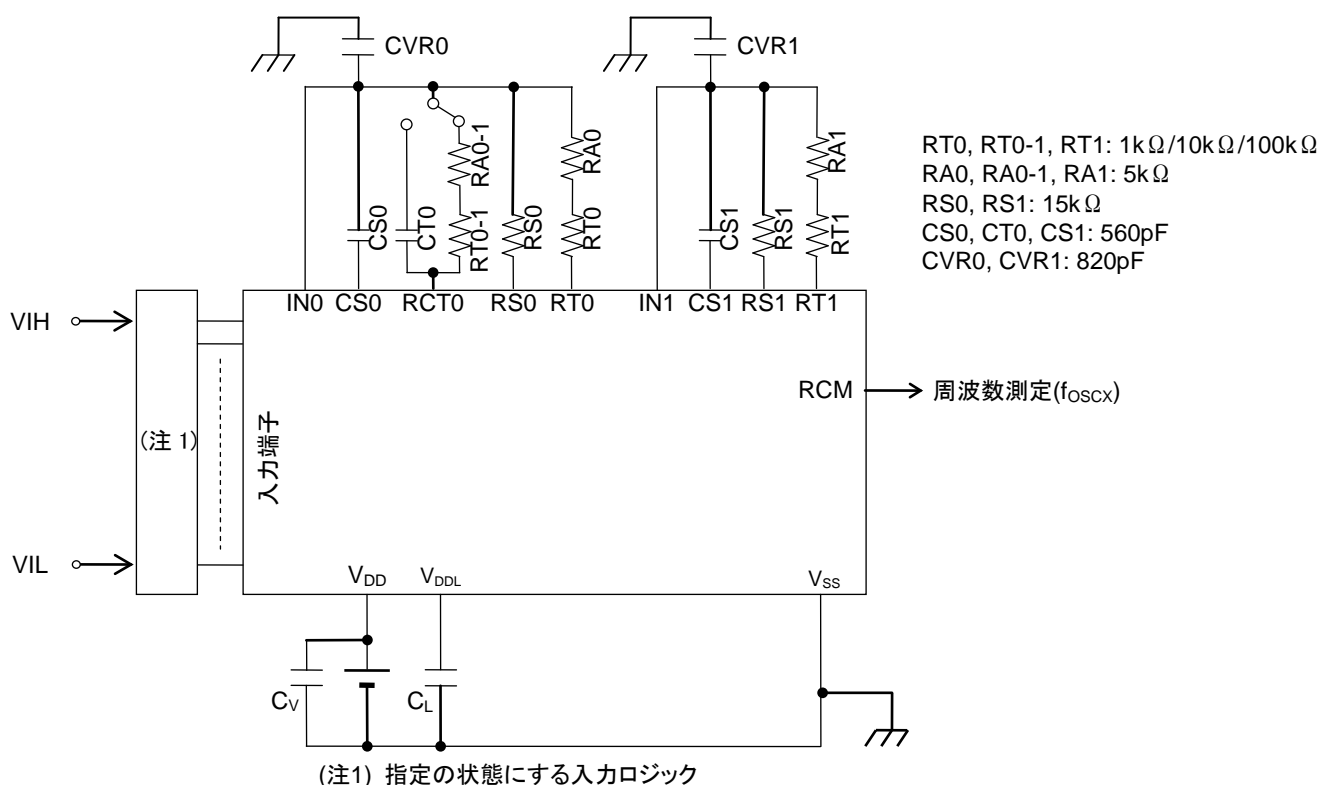 CVR0
CVR1
RA0-1
RA0
RA1
CS0
CT0
RT0-1
RS0
RT0
CS1
RS1
RT1
RT0, RT0-1, RT1: 1kΩ/10kΩ/100kΩ
RA0, RA0-1, RA1: 5kΩ
RS0, RS1: 15kΩ
CS0, CT0, CS1: 560pF
CVR0, CVR1: 820pF
IN0 CS0 RCT0 RS0 RT0 IN1 CS1 RS1 RT1
VIH
(注 1)
入力端子
RCM
周波数測定(fOSCX)
VIL
VDD VDDL VSS
CV
CL
(注1) 指定の状態にする入力ロジック